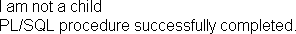 I am not a child
PL/SQL procedure successfully completed.